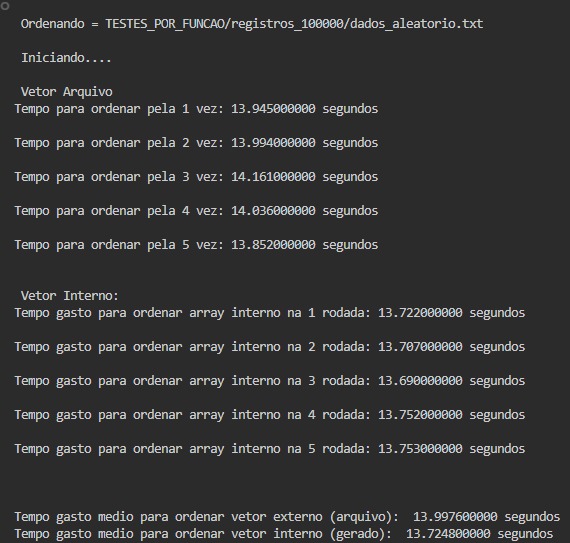 Ordenando = TESTES_POR_FUNCAO/registros_100000/dados_aleatorio.txt
Iniciando....
Vetor Arquivo
Tempo para ordenar pela 1 vez: 13.945000000 segundos
Tempo para ordenar pela 2 vez: 13.994000000 segundos
Tempo para ordenar pela 3 vez: 14.161000000 segundos
Tempo para ordenar pela 4 vez: 14.036000000 segundos
Tempo para ordenar pela 5 vez: 13.852000000 segundos
Vetor Interno:
Tempo gasto para ordenar array interno na 1 rodada: 13.722000000 segundos
Tempo gasto para ordenar array interno na 2 rodada: 13.707000000 segundos
Tempo gasto para ordenar array interno na 3 rodada: 13.690000000 segundos
Tempo gasto para ordenar array interno na 4 rodada: 13.752000000 segundos
Tempo gasto para ordenar array interno na 5 rodada: 13.753000000 segundos
Tempo gasto medio para ordenar vetor externo (arquivo):  13.997600000 segundos
Tempo gasto medio para ordenar vetor interno (gerado):  13.724800000 segundos